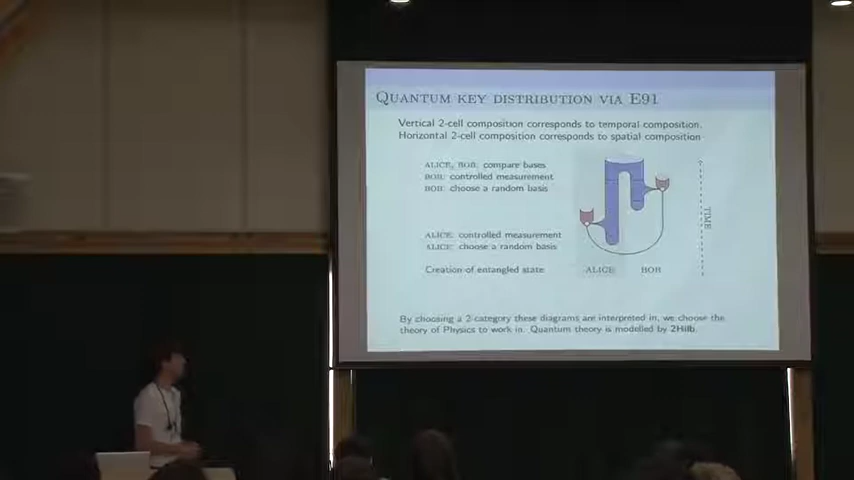 QUANTUM KEY DISTRIBUTION VIA E91
Vertical 2-cell composition corresponds to temporal composition.
Horizontal 2-cell composition corresponds to spatial composition
ALICE, BOB: compare bases
BOB: controlled measurement
BOB: choose a random basis
ALICE: controlled measurement
ALICE: choose a random basis
Creation of entangled state
ALICE BOB
TIME
By choosing a 2-category these diagrams are interpreted in, we choose the
theory of Physics to work in. Quantum theory is modelled by 2Hilb.